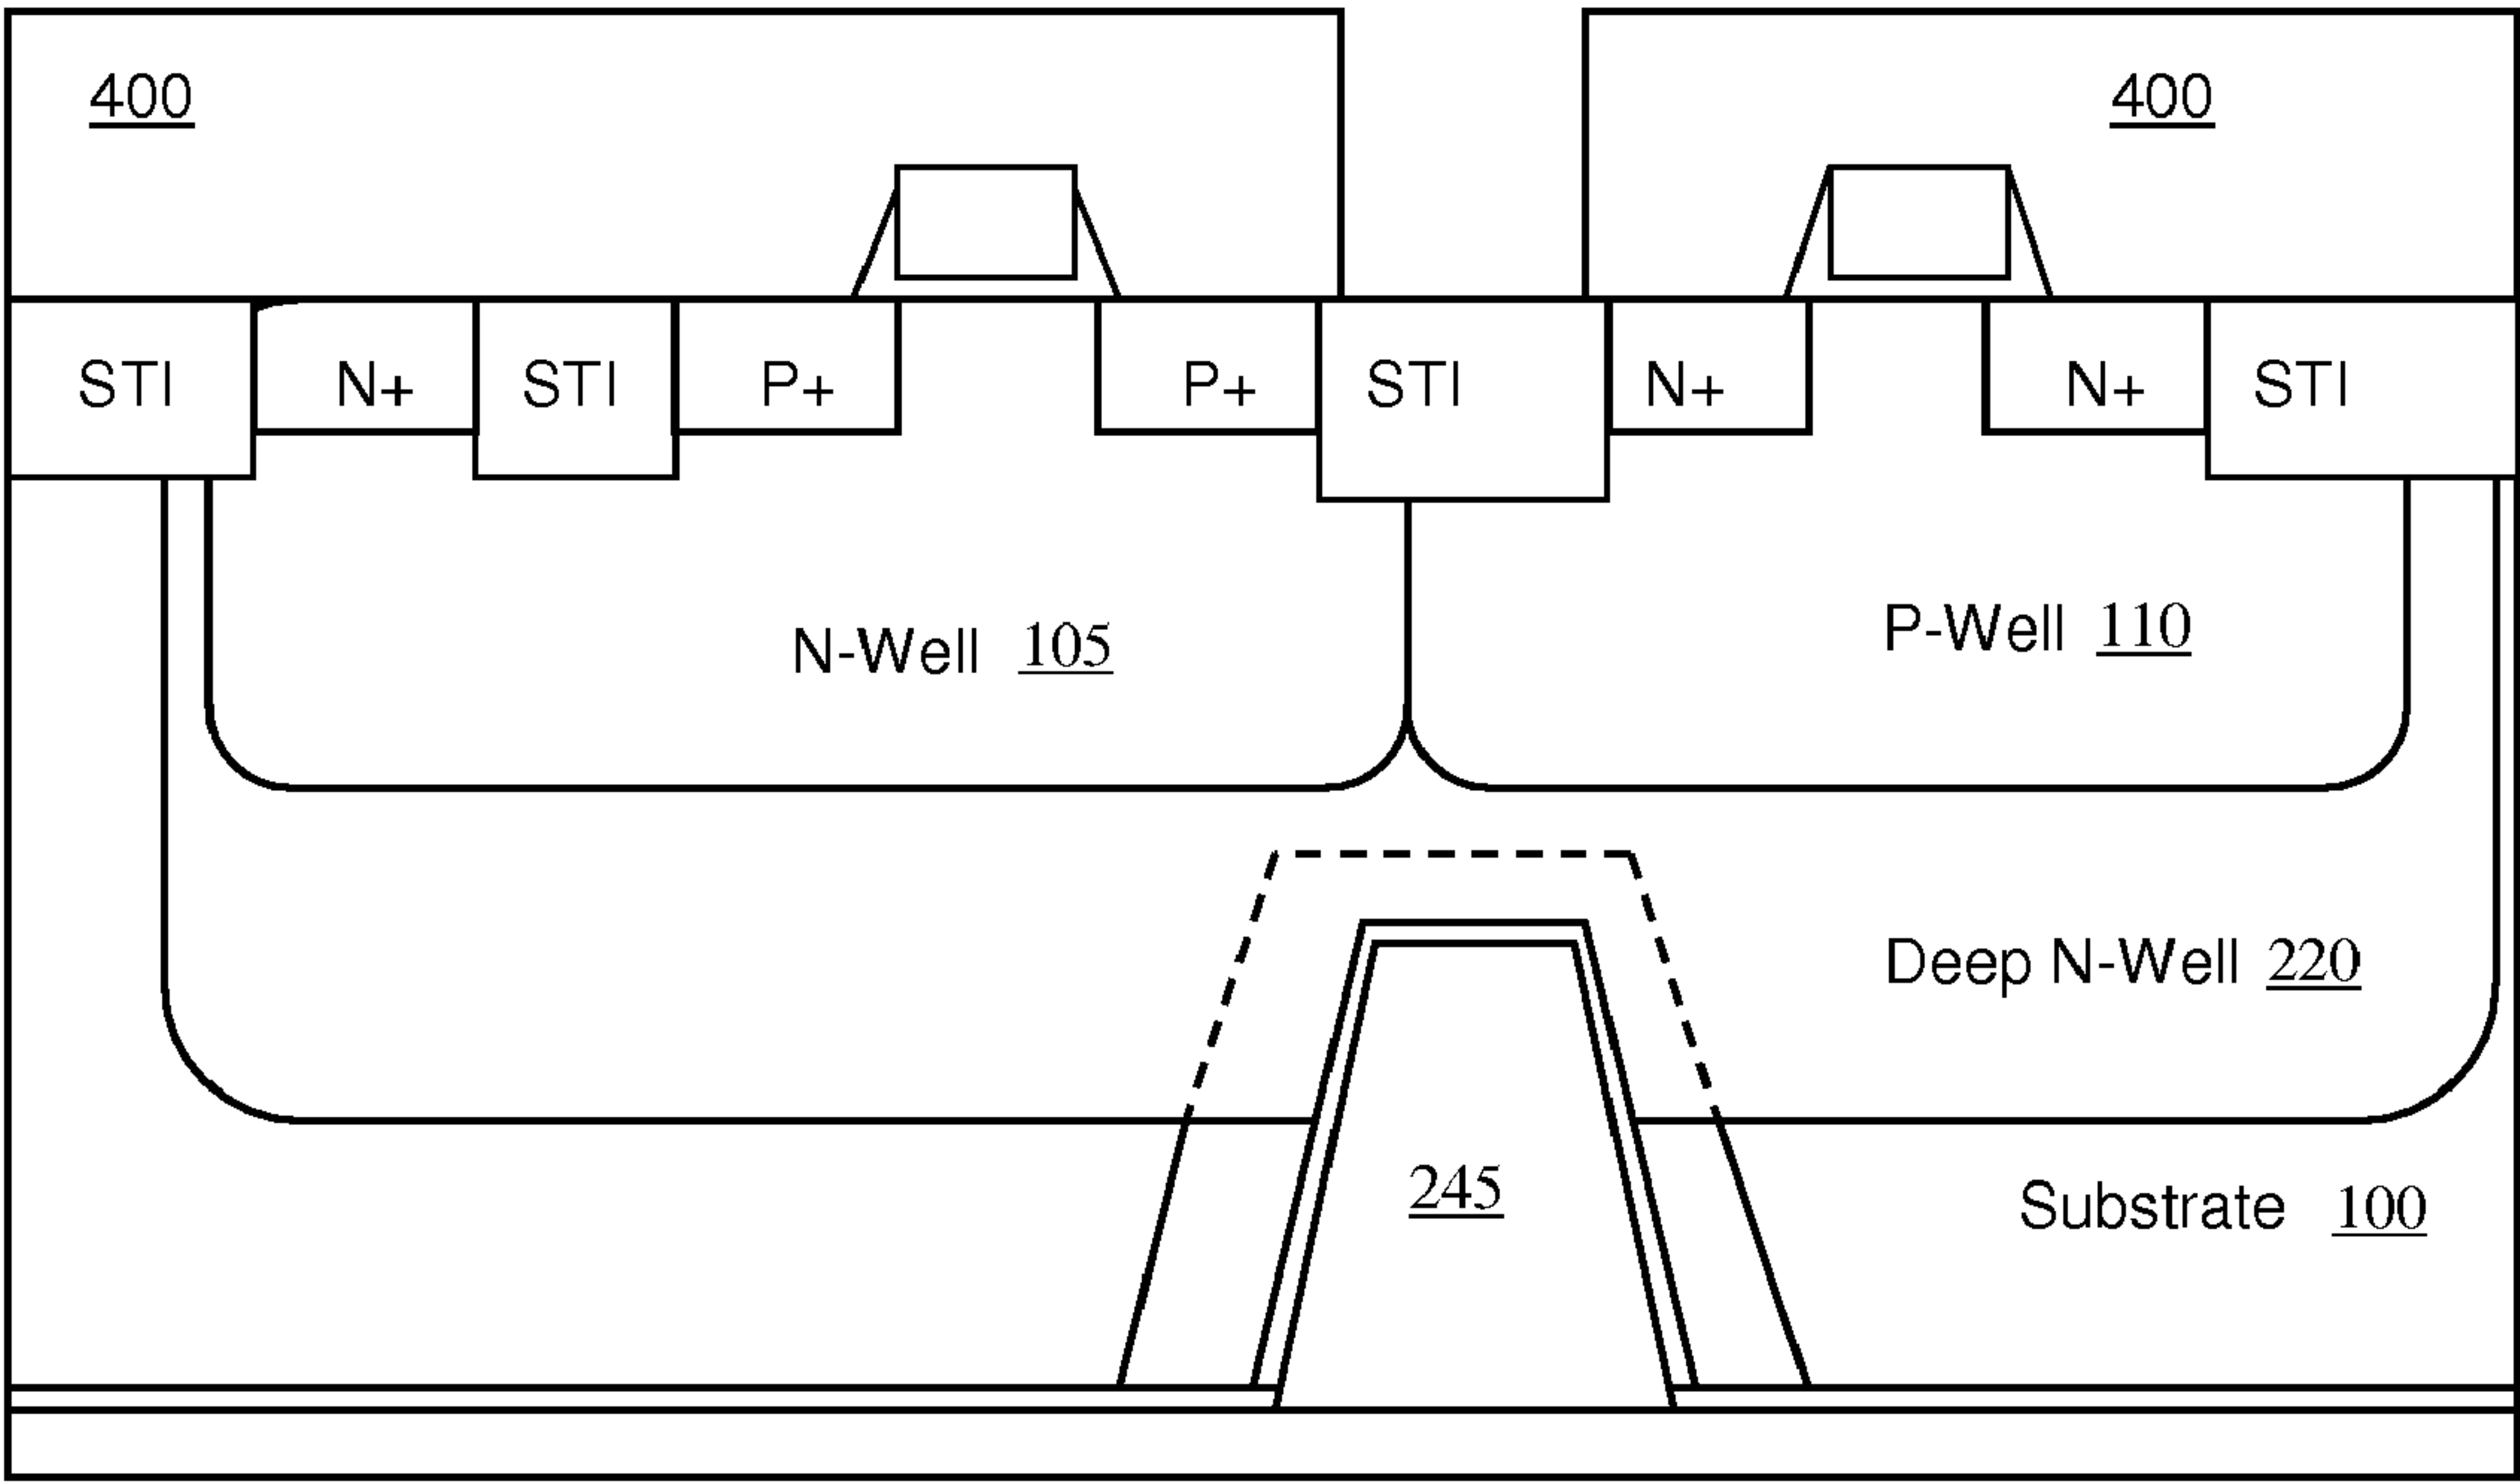 400 400
STI N+ STI P+ P+ STI N+ N+ STI
N-Well 105 P-Well 110
Deep N-Well 220
245 Substrate 100